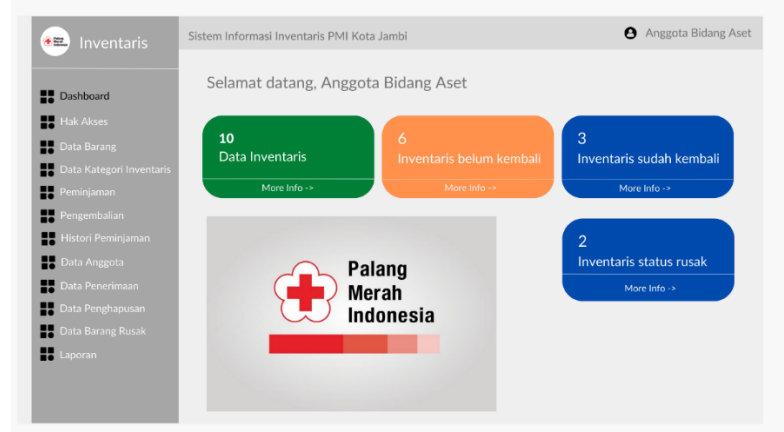 Inventaris
Sistem Informasi Inventaris PMI Kota Jambi
Anggota Bidang Aset
Dashboard
Hak Akses
Data Barang
Data Kategori Inventaris
Peminjaman
Pengembalian
Histori Peminjaman
Data Anggota
Data Penerimaan
Data Penghapusan
Data Barang Rusak
Laporan
Selamat datang, Anggota Bidang Aset
10
Data Inventaris
More Info ->
6
Inventaris belum kembali
More Info ->
3
Inventaris sudah kembali
More Info ->
Palang
Merah
Indonesia
2
Inventaris status rusak
More Info ->